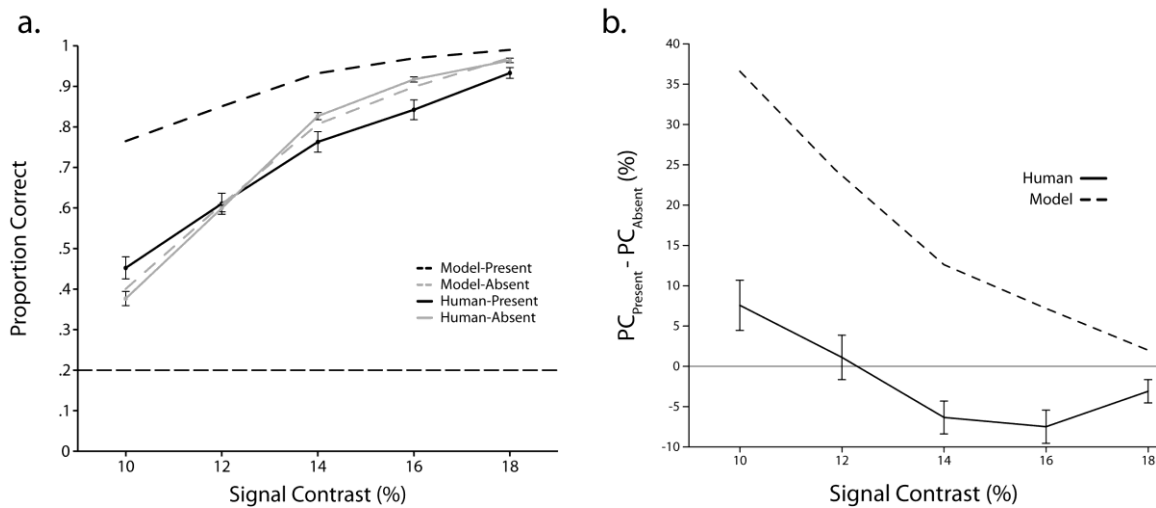 a.
Proportion Correct
1
.9
.8
.7
.6
.5
.4
.3
.2
.1
0
10 12 14 16 18
Signal Contrast (%)
Model-Present
Model-Absent
Human-Present
Human-Absent
b.
PCPresent - PCAbsent (%)
40
35
30
25
20
15
10
5
0
-5
-10
10 12 14 16 18
Signal Contrast (%)
Human
Model